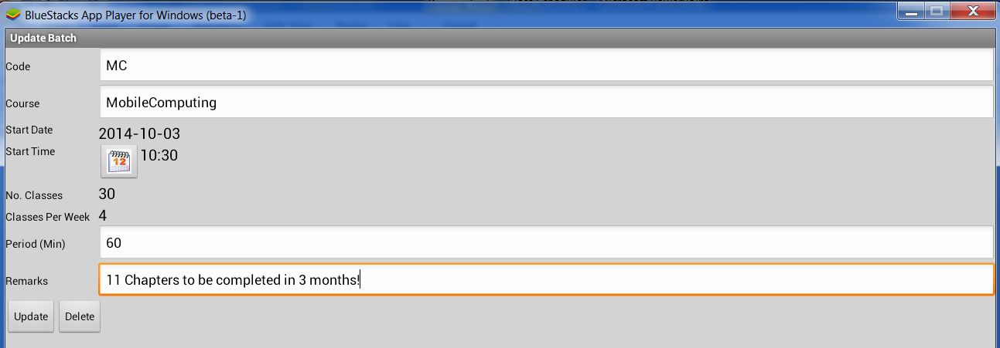 BlueStacks App Player for Windows (beta-1)
Update Batch
Code MC
Course MobileComputing
Start Date 2014-10-03
Start Time 12 10:30
No. Classes 30
Classes Per Week 4
Period (Min) 60
Remarks 11 Chapters to be completed in 3 months!
Update Delete